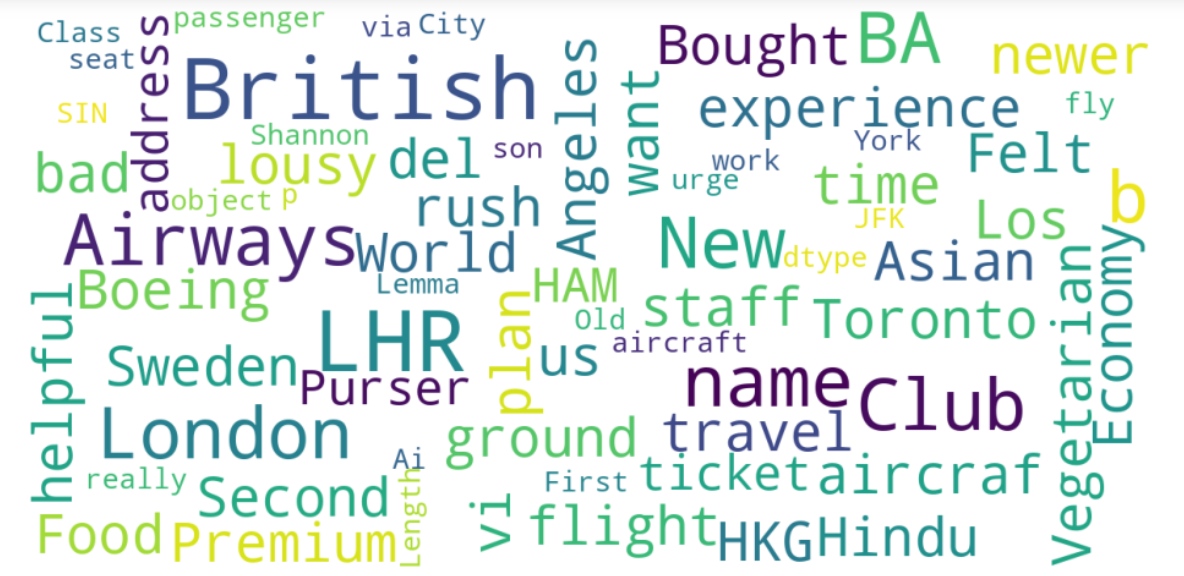 Class
passenger
via
City
seat
address
British
Bought
BA
newer
SIN
Shannon
Angeles
want
experience
fly
bad
lousy
del
son
work
York
Felt
object
p
urge
time
b
rush
Airways
World
New
JFK
Los
dtype
Asian
Boeing
Lemma
HAM
Old
staff
Toronto
helpful
Sweden
LHR
plan
us
aircraft
Purser
name
Club
Vegetarian
Economy
London
ground
travel
really
Ai
Length
First
ticket
aircraf
Second
vi
Food
Premium
flight
HKG
Hindu